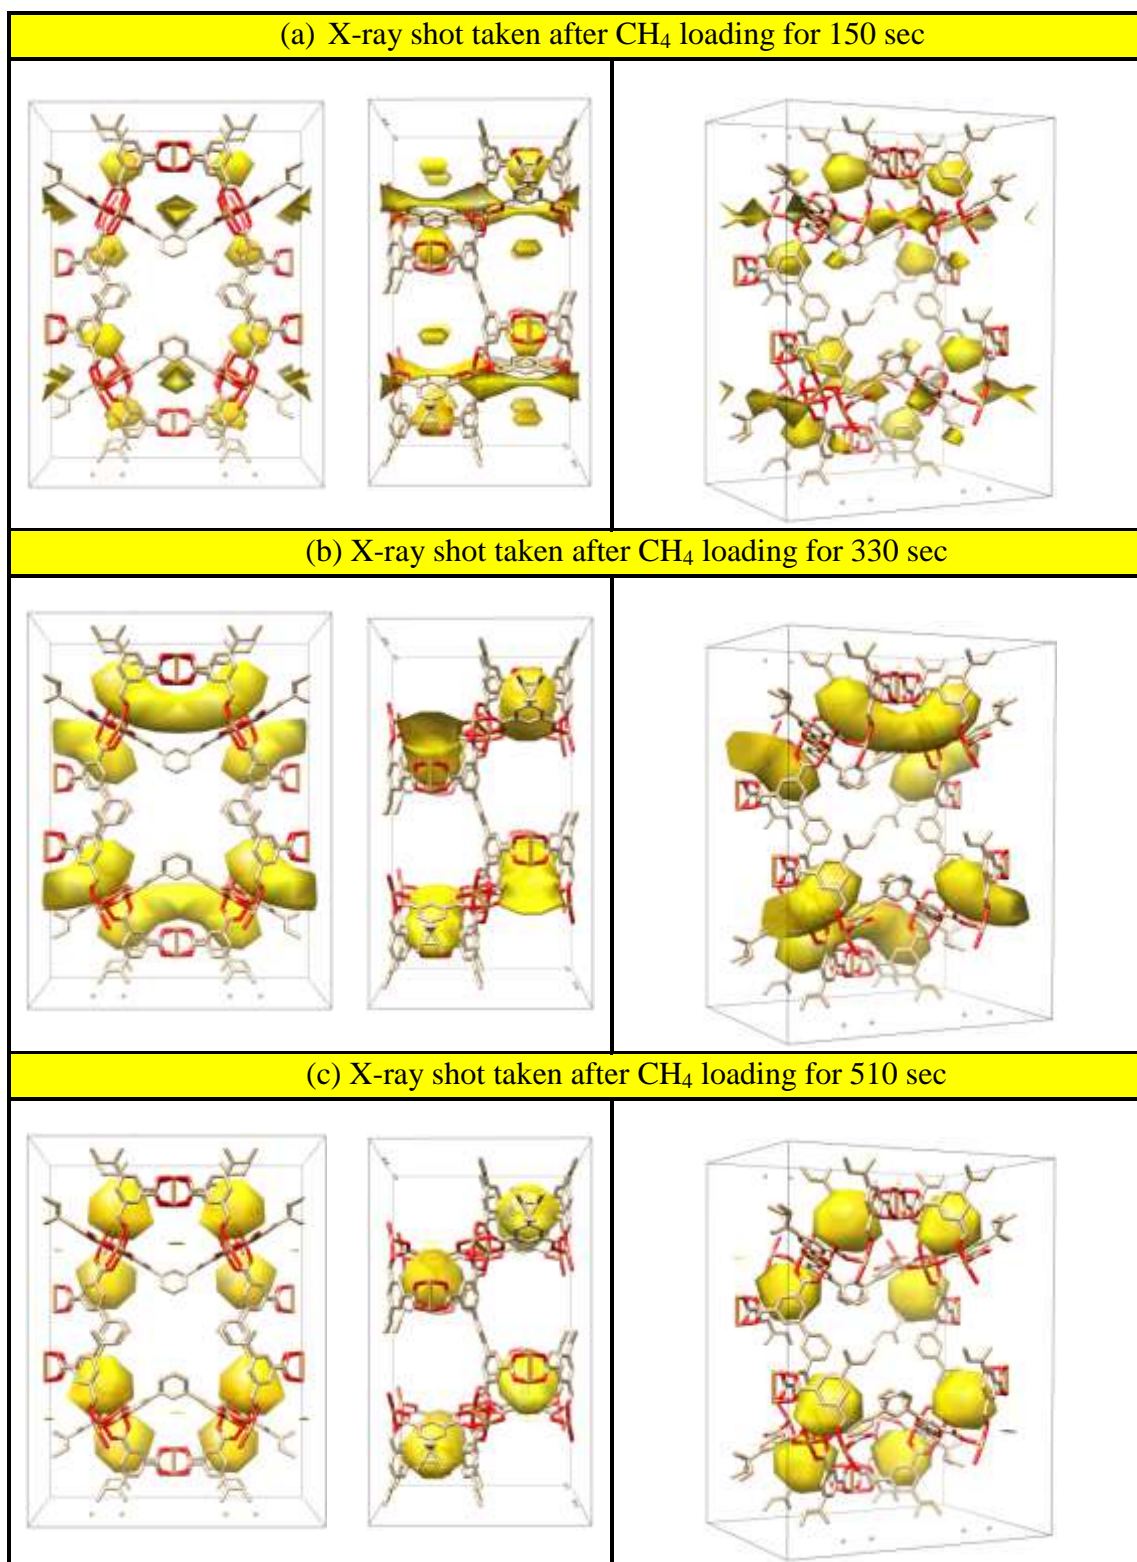 (a) X-ray shot taken after CH₄ loading for 150 sec
(b) X-ray shot taken after CH₄ loading for 330 sec
(c) X-ray shot taken after CH₄ loading for 510 sec